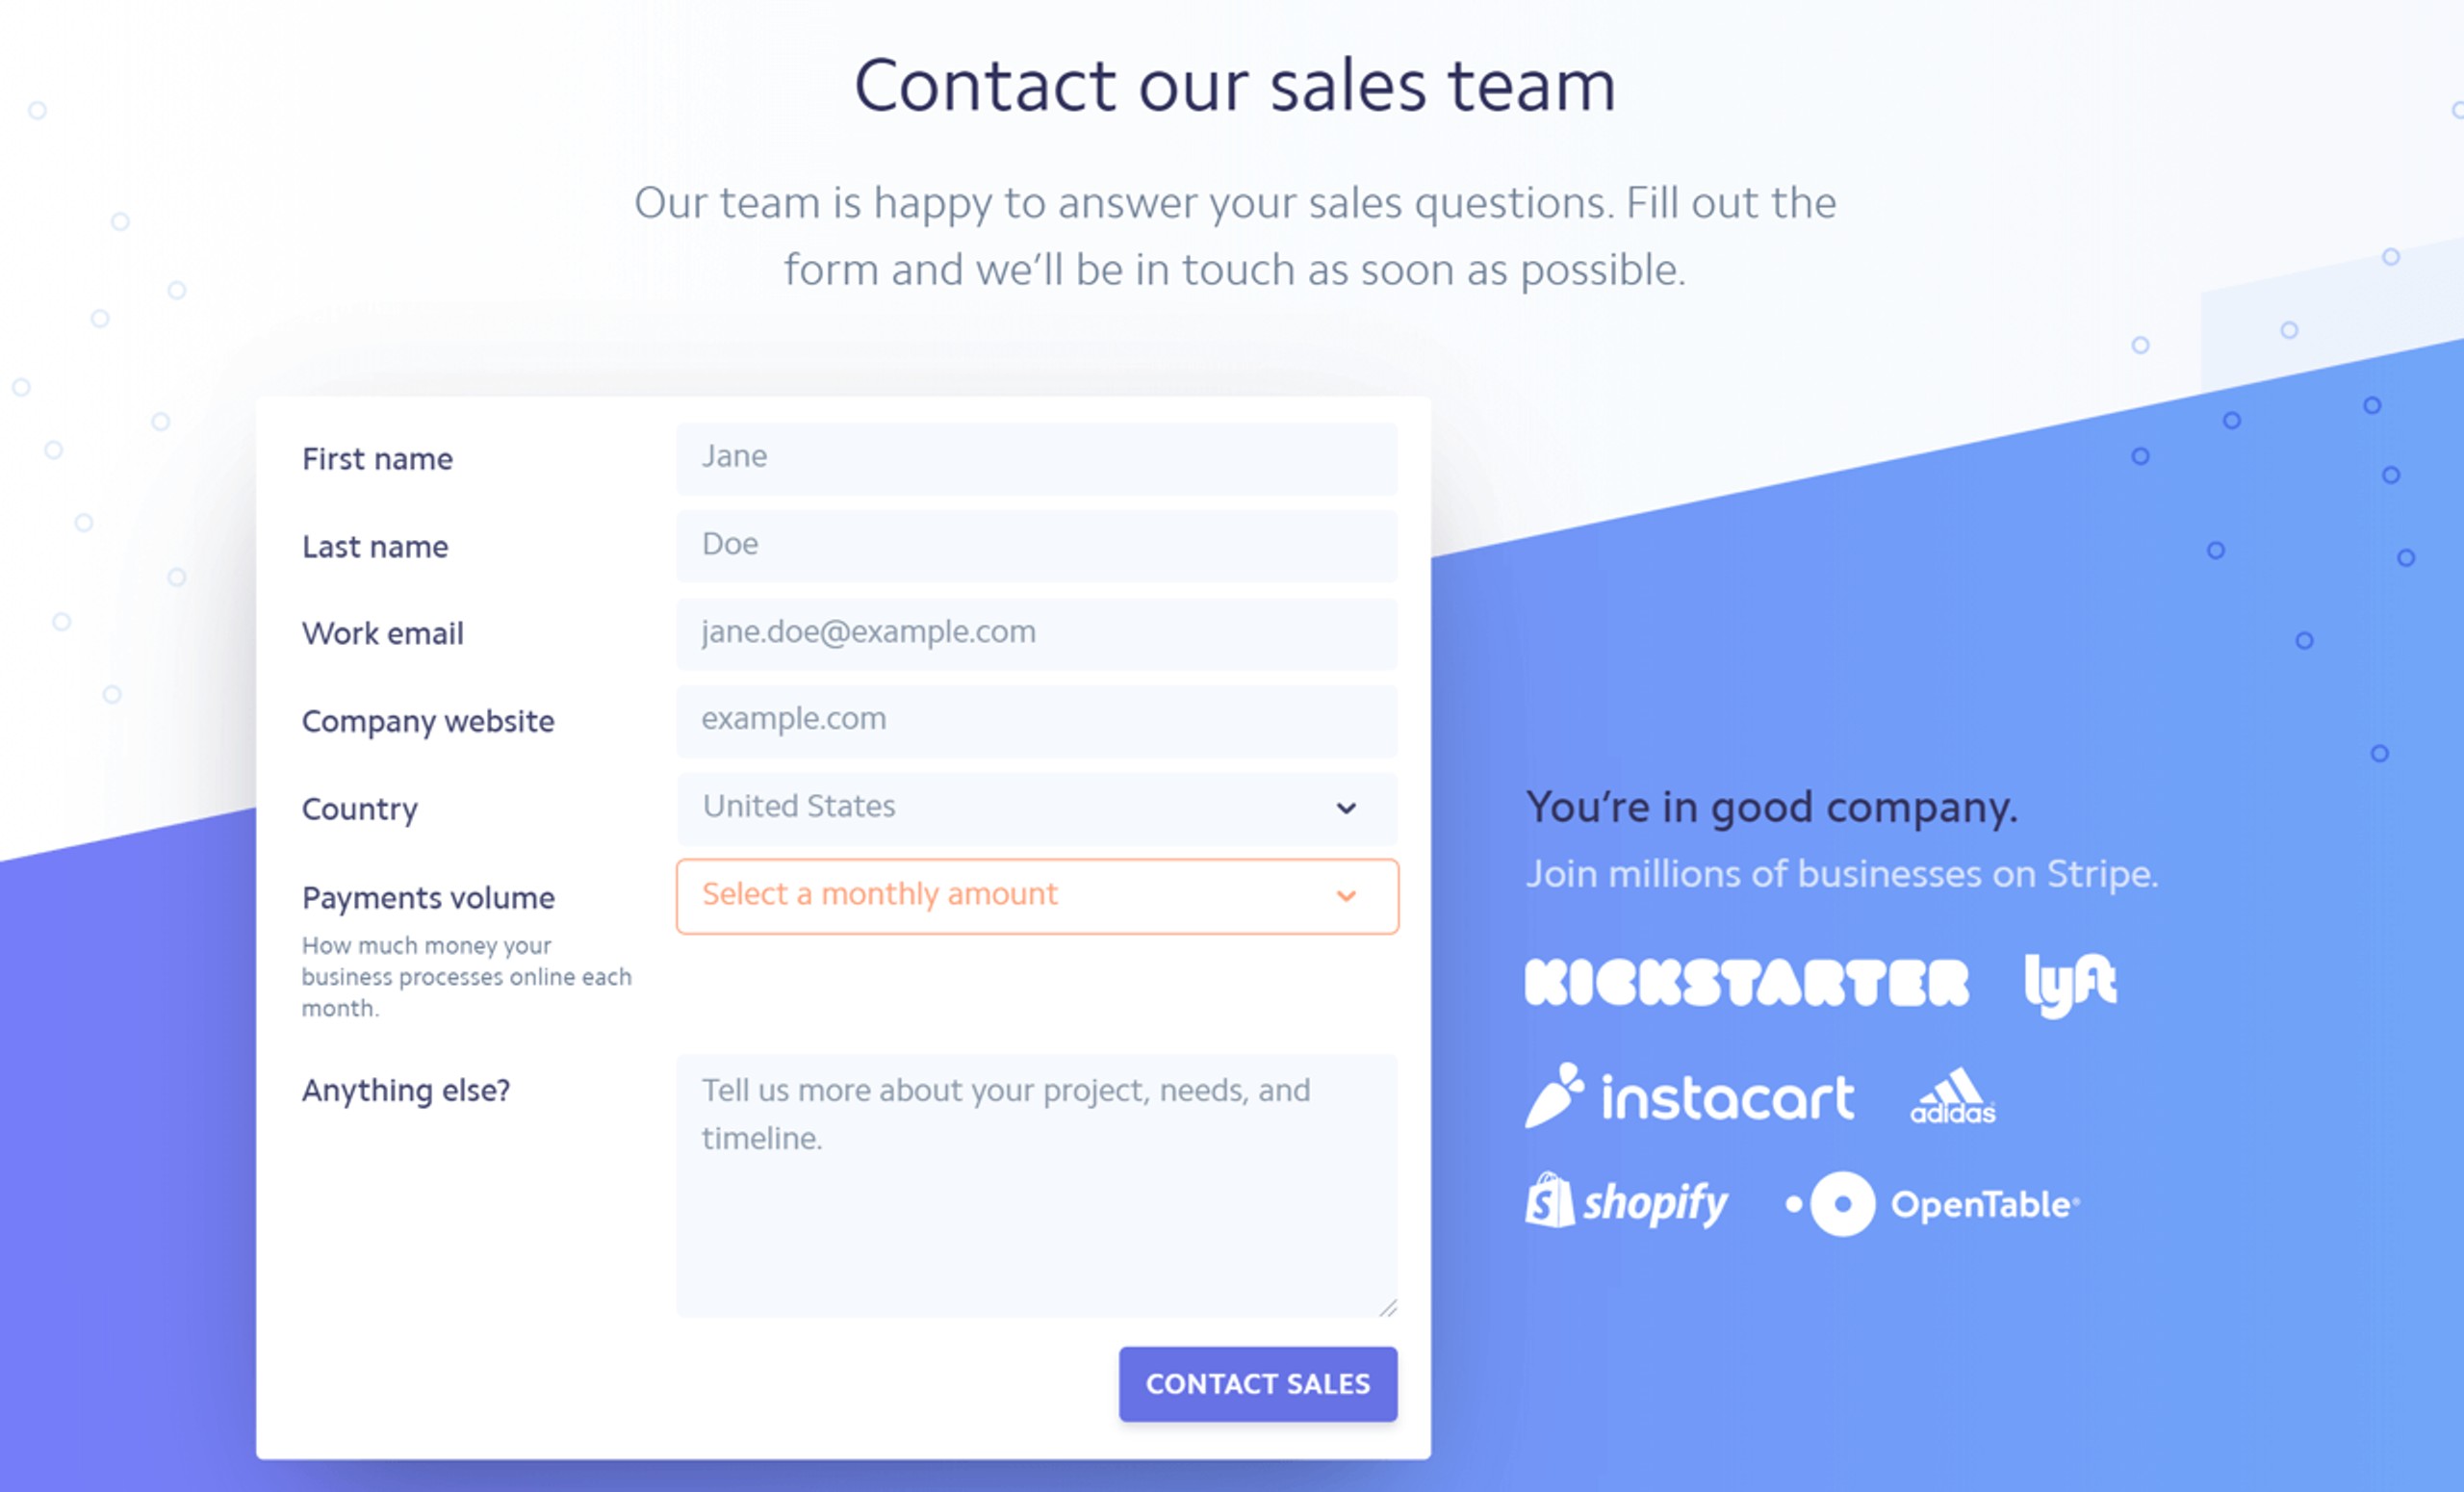 Contact our sales team
Our team is happy to answer your sales questions. Fill out the
form and we’ll be in touch as soon as possible.
First name
Jane
Last name
Doe
Work email
jane.doe@example.com
Company website
example.com
Country
United States
Payments volume
Select a monthly amount
How much money your
business processes online each
month.
Anything else?
Tell us more about your project, needs, and
timeline.
CONTACT SALES
You’re in good company.
Join millions of businesses on Stripe.
KICKSTARTER
lyft
instacart
adidas
shopify
OpenTable